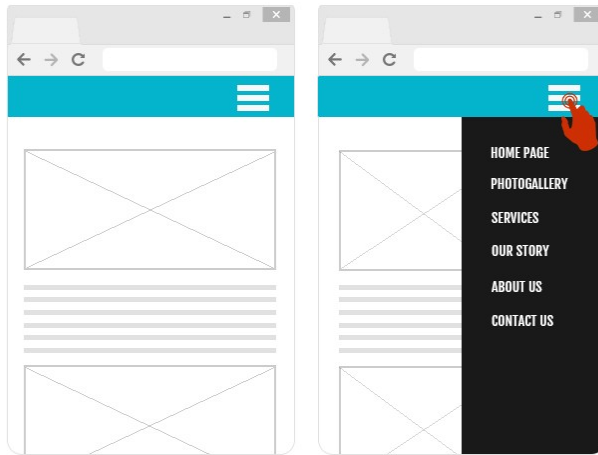 HOME PAGE
PHOTOGALLERY
SERVICES
OUR STORY
ABOUT US
CONTACT US